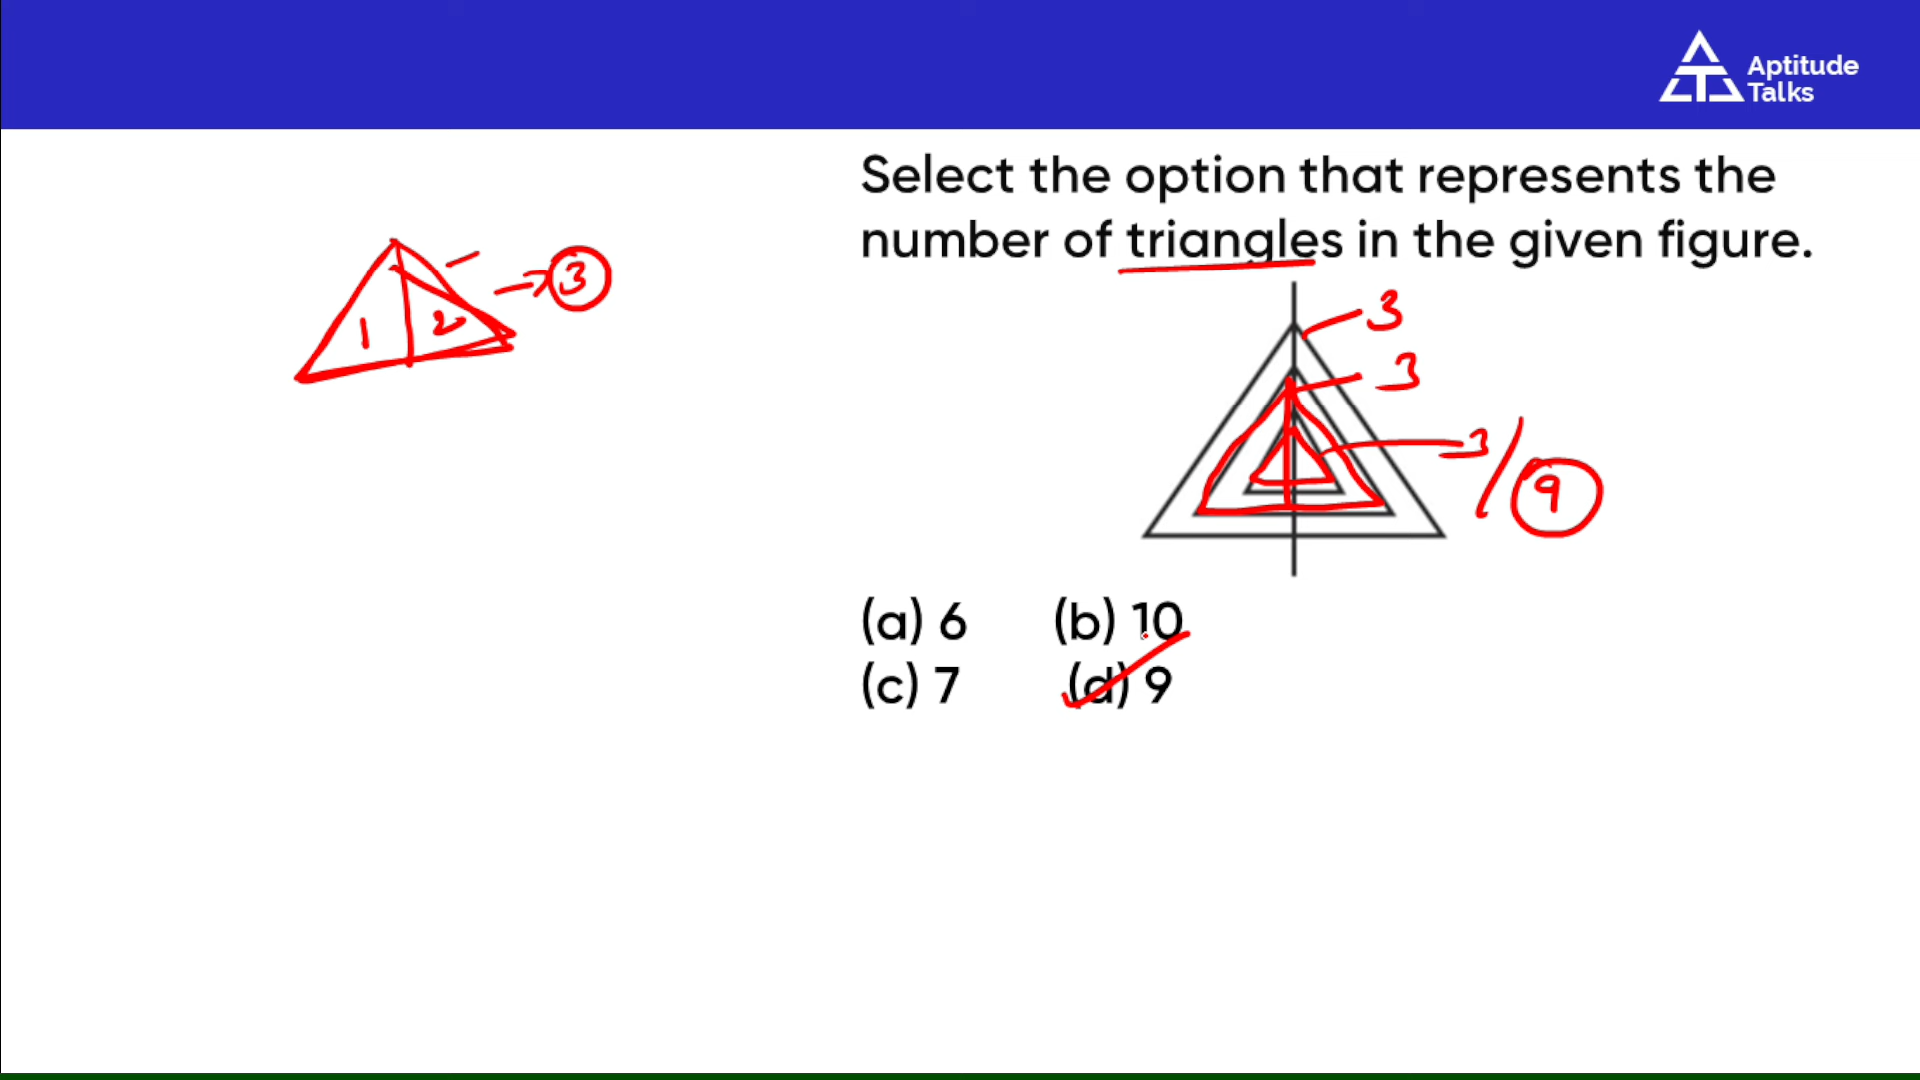 Aptitude
Talks
Select the option that represents the
number of triangles in the given figure.
1 2 → 3
3
3
3
9
(a) 6 (b) 10
(c) 7 (d) 9